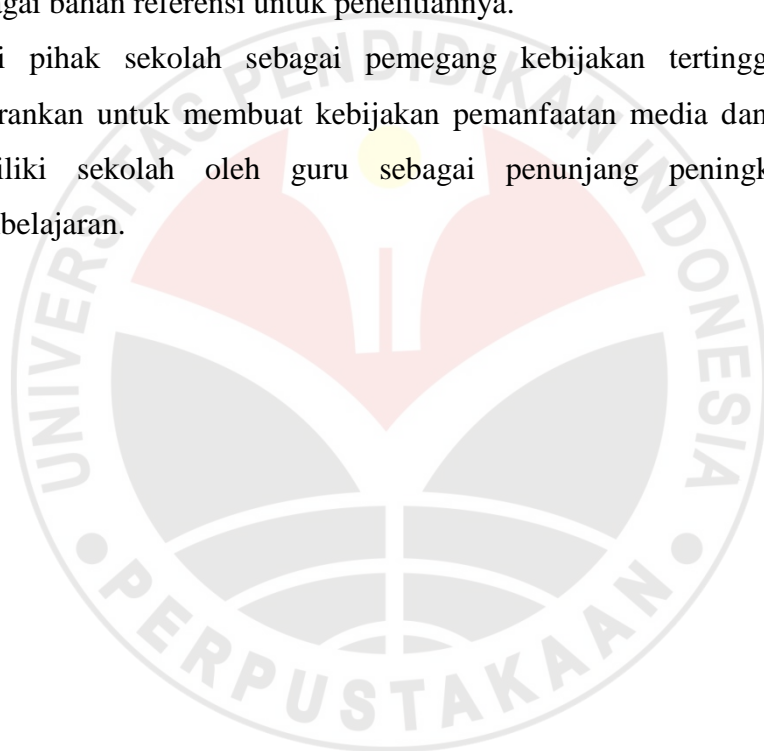 agai bahan referensi untuk penelitiannya.
i pihak sekolah sebagai pemegang kebijakan tertingg
rankan untuk membuat kebijakan pemanfaatan media dan
iliki sekolah oleh guru sebagai penunjang peningk
belajaran.
UNIVERSITAS PENDIDIKAN INDONESIA
PERPUSTAKAAN